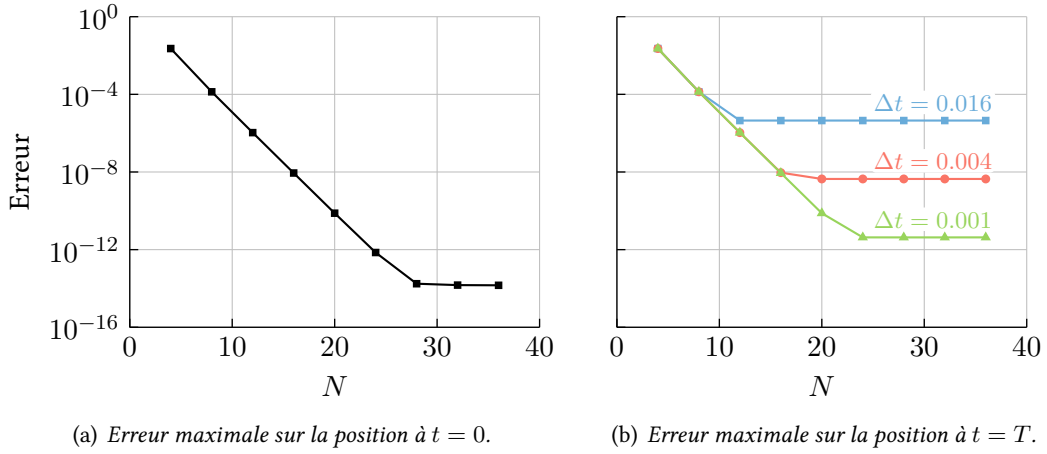 10^0
10^−4
10^−8
10^−12
10^−16
Erreur
0
10
20
30
40
N
(a) Erreur maximale sur la position à t = 0.
Δt = 0.016
Δt = 0.004
Δt = 0.001
0
10
20
30
40
N
(b) Erreur maximale sur la position à t = T.